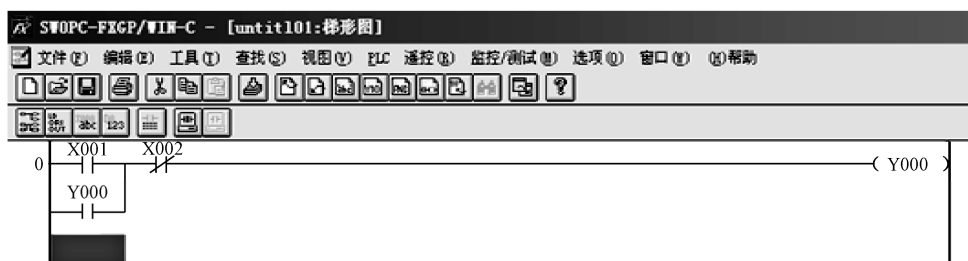 SWOPC-FXGP/WIN-C - [untitl01:梯形图]
文件(F) 编辑(E) 工具(T) 查找(S) 视图(V) PLC 遥控(R) 监控/测试(M) 选项(O) 窗口(W) (H)帮助
X001 X002
0 Y000
Y000